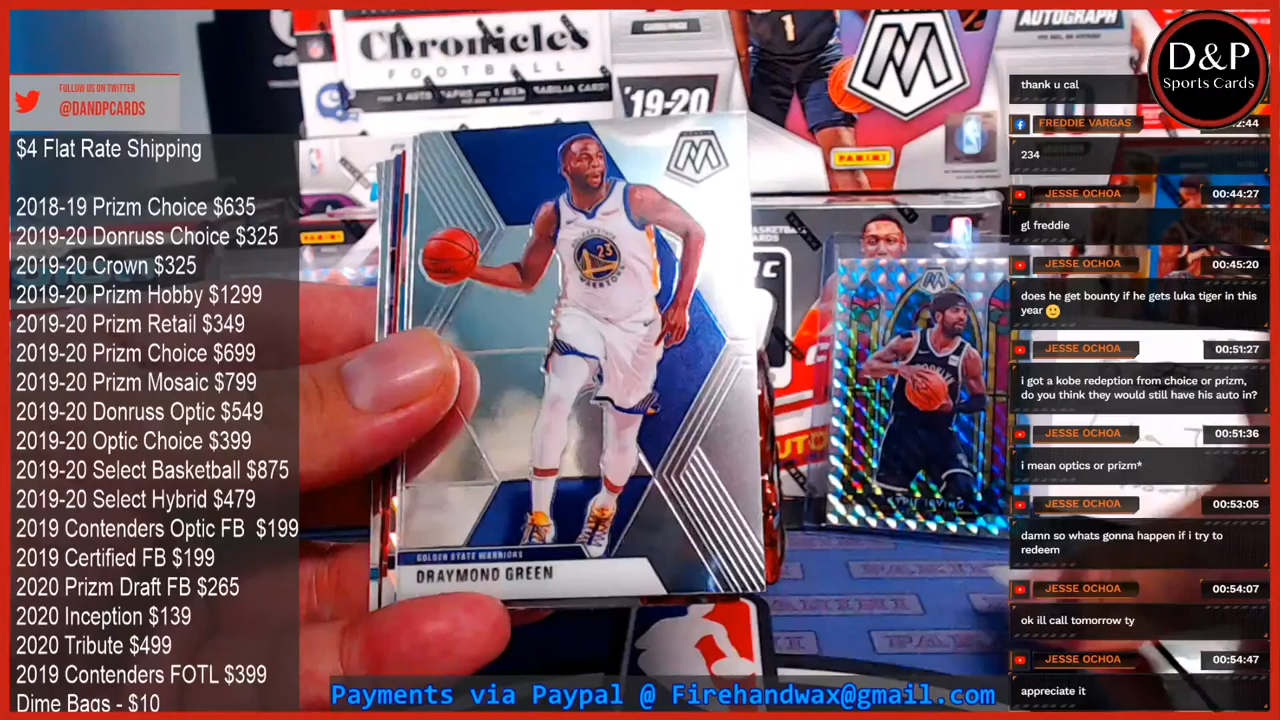 FOLLOW US ON TWITTER
@DANDPCARDS
$4 Flat Rate Shipping
2018-19 Prizm Choice $635
2019-20 Donruss Choice $325
2019-20 Crown $325
2019-20 Prizm Hobby $1299
2019-20 Prizm Retail $349
2019-20 Prizm Choice $699
2019-20 Prizm Mosaic $799
2019-20 Donruss Optic $549
2019-20 Optic Choice $399
2019-20 Select Basketball $875
2019-20 Select Hybrid $479
2019 Contenders Optic FB $199
2019 Certified FB $199
2020 Prizm Draft FB $265
2020 Inception $139
2020 Tribute $499
2019 Contenders FOTL $399
Dime Bags - $10
Chronicles
FOOTBALL
'19-20
AUTOGRAPH
PANINI
23
GOLDEN STATE WARRIORS
DRAYMOND GREEN
KYRIE IRVING
Payments via Paypal @ Firehandwax@gmail.com
D&P
Sports Cards
thank u cal
FREDDIE VARGAS
234
JESSE OCHOA 00:44:27
gl freddie
JESSE OCHOA 00:45:20
does he get bounty if he gets luka tiger in this
year 🙂
JESSE OCHOA 00:51:27
i got a kobe redeption from choice or prizm,
do you think they would still have his auto in?
JESSE OCHOA 00:51:36
i mean optics or prizm*
JESSE OCHOA 00:53:05
damn so whats gonna happen if i try to
redeem
JESSE OCHOA 00:54:07
ok ill call tomorrow ty
JESSE OCHOA 00:54:47
appreciate it